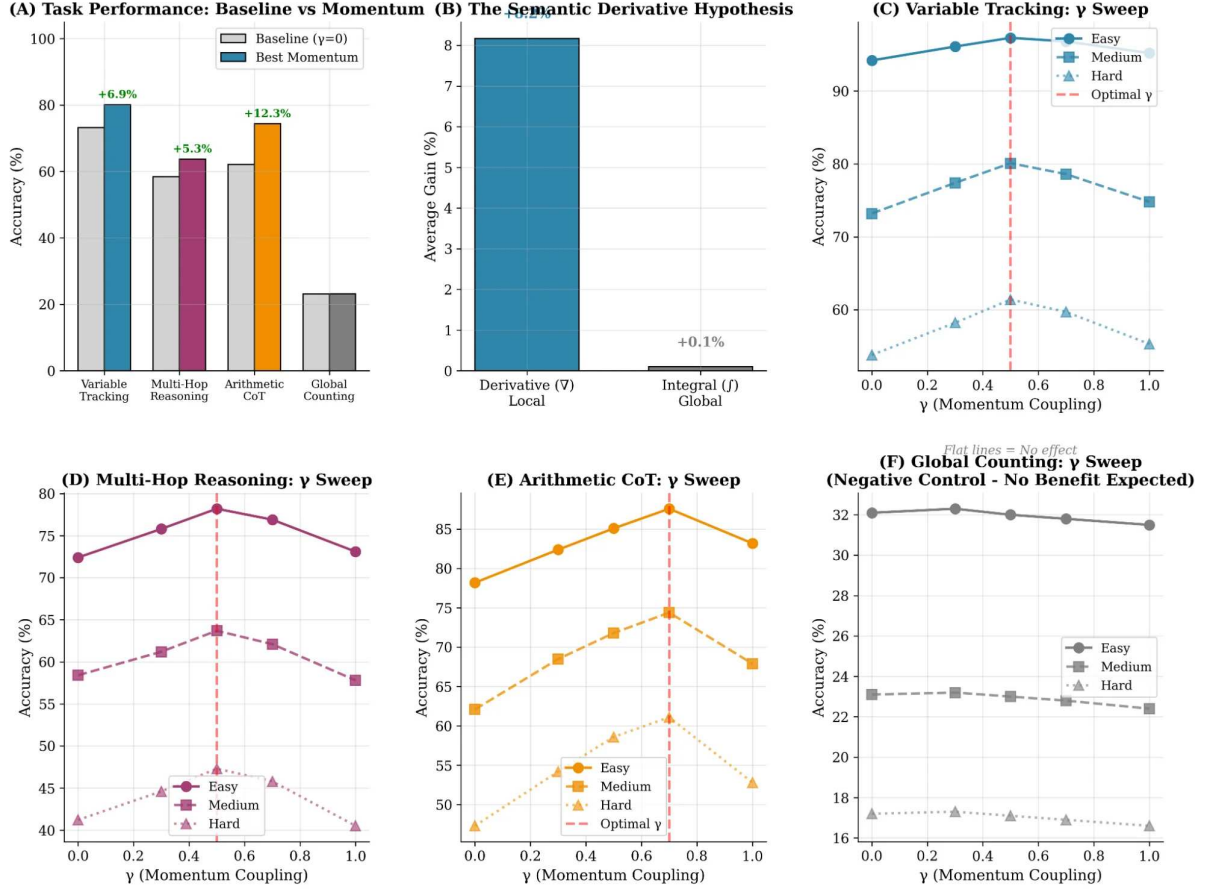 (A) Task Performance: Baseline vs Momentum
100
80
60
40
20
0
Accuracy (%)
Baseline (γ=0)
Best Momentum
+6.9%
+5.3%
+12.3%
Variable
Tracking
Multi-Hop
Reasoning
Arithmetic
CoT
Global
Counting
(B) The Semantic Derivative Hypothesis
+8.2%
8
7
6
5
4
3
2
1
0
Average Gain (%)
+0.1%
Derivative (∇)
Local
Integral (∫)
Global
(C) Variable Tracking: γ Sweep
90
80
70
60
Accuracy (%)
Easy
Medium
Hard
Optimal γ
0.0 0.2 0.4 0.6 0.8 1.0
γ (Momentum Coupling)
(D) Multi-Hop Reasoning: γ Sweep
80
75
70
65
60
55
50
45
40
Accuracy (%)
Easy
Medium
Hard
0.0 0.2 0.4 0.6 0.8 1.0
γ (Momentum Coupling)
(E) Arithmetic CoT: γ Sweep
85
80
75
70
65
60
55
50
Accuracy (%)
Easy
Medium
Hard
Optimal γ
0.0 0.2 0.4 0.6 0.8 1.0
γ (Momentum Coupling)
Flat lines = No effect
(F) Global Counting: γ Sweep
(Negative Control - No Benefit Expected)
32
30
28
26
24
22
20
18
16
Accuracy (%)
Easy
Medium
Hard
0.0 0.2 0.4 0.6 0.8 1.0
γ (Momentum Coupling)